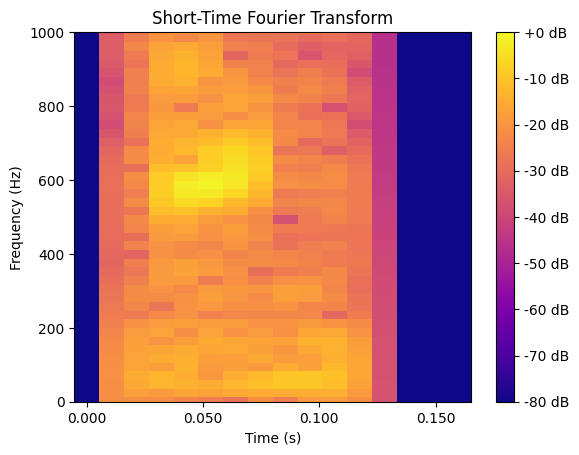 Short-Time Fourier Transform
Frequency (Hz)
1000
800
600
400
200
0
0.000
0.050
0.100
0.150
Time (s)
+0 dB
-10 dB
-20 dB
-30 dB
-40 dB
-50 dB
-60 dB
-70 dB
-80 dB